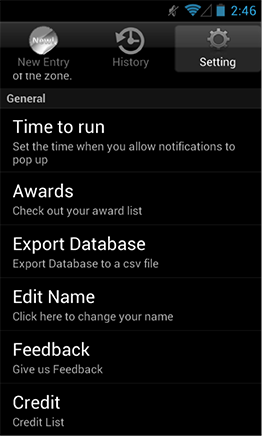 2:46
New Entry
History
Setting
of the zone.
General
Time to run
Set the time when you allow notifications to
pop up
Awards
Check out your award list
Export Database
Export Database to a csv file
Edit Name
Click here to change your name
Feedback
Give us Feedback
Credit
Credit List